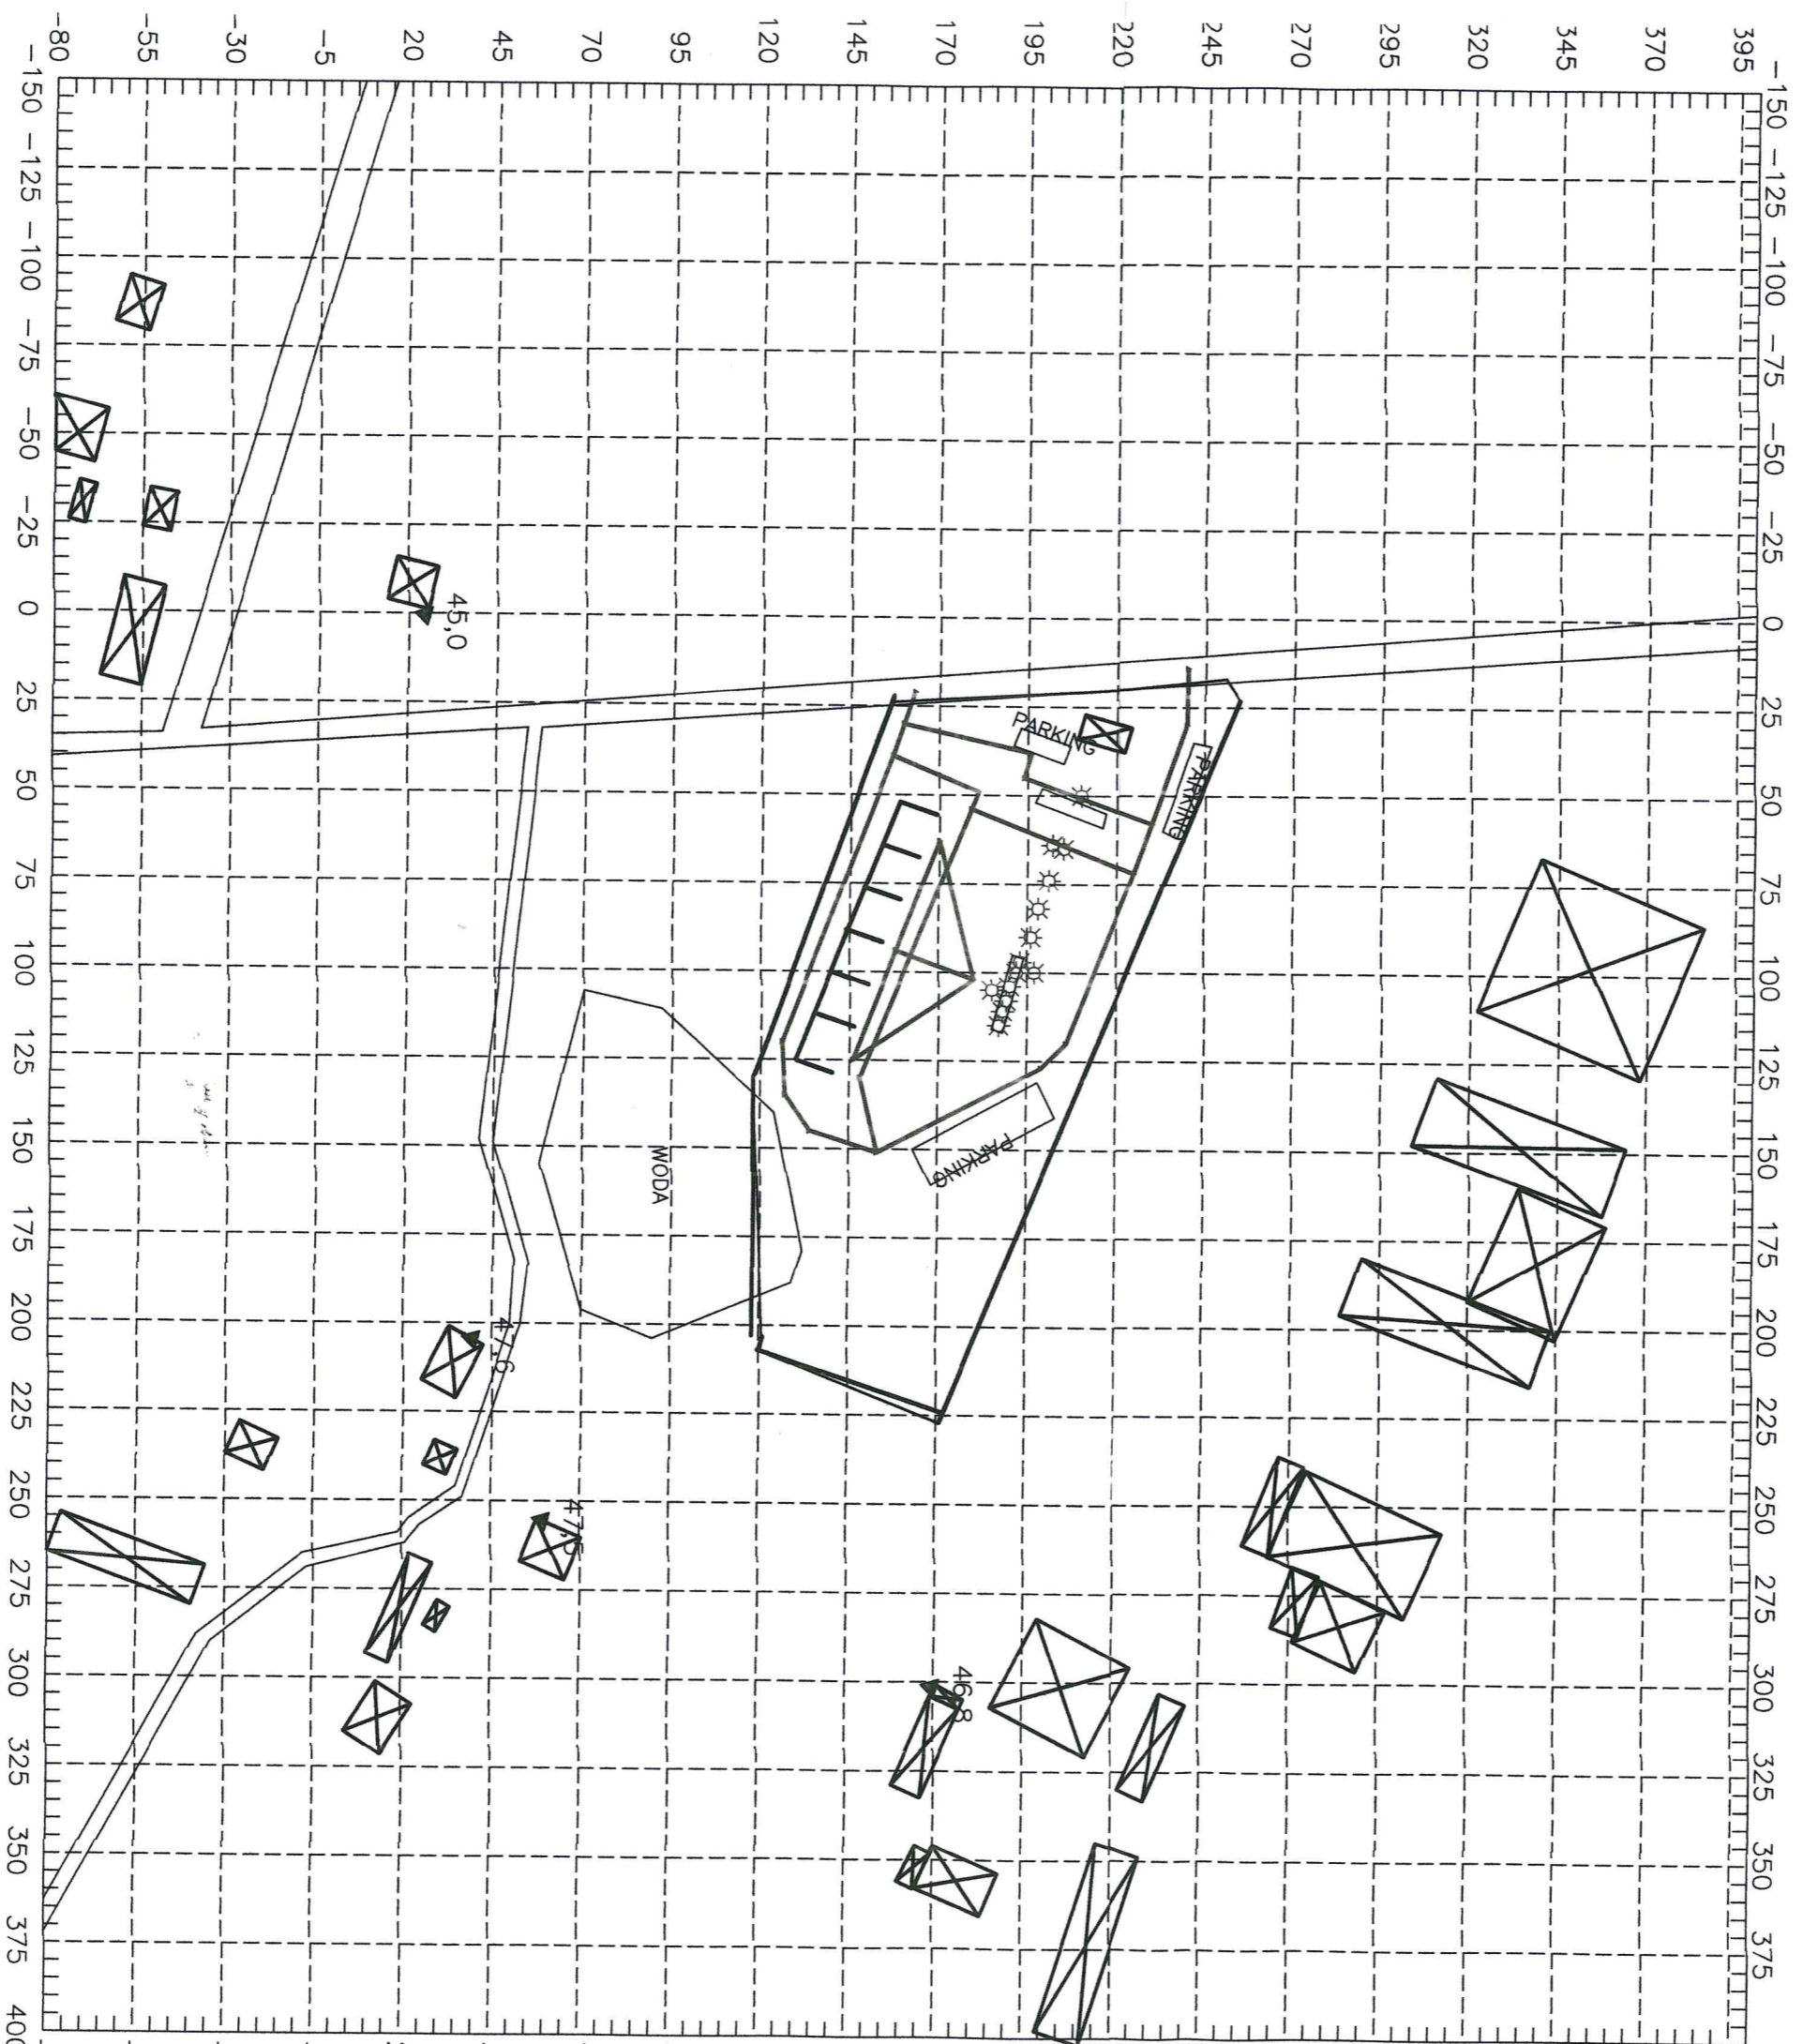 -80 -55 -30 -5 20 45 70 95 120 145 170 195 220 245 270 295 320 345 370 395
-150 -125 -100 -75 -50 -25 0 25 50 75 100 125 150 175 200 225 250 275 300 325 350 375 400
-150 -125 -100 -75 -50 -25 0 25 50 75 100 125 150 175 200 225 250 275 300 325 350 375
45,0
PARKING
PARKING
PARKING
WODA
47,6
47,5
46,8